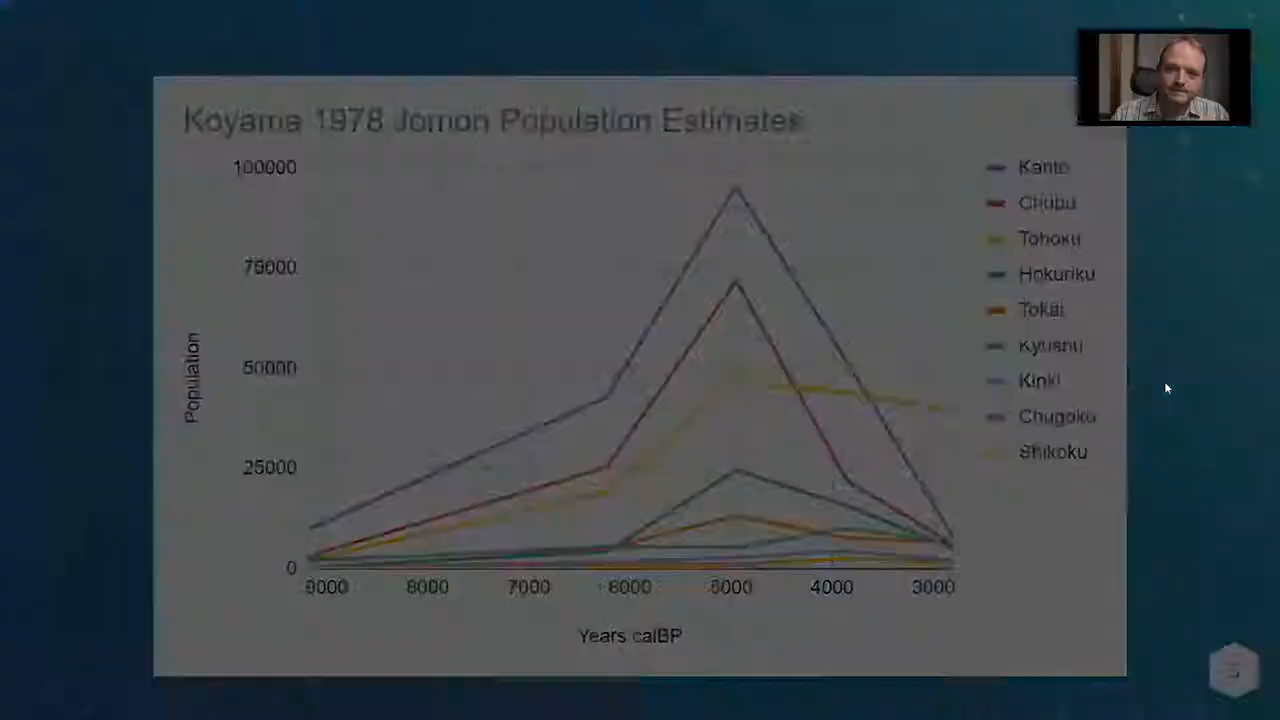 Koyama 1978 Jomon Population Estimates
100000
75000
50000
25000
0
Population
9000 8000 7000 6000 5000 4000 3000
Years calBP
Kanto
Chubu
Tohoku
Hokuriku
Tokai
Kyushu
Kinki
Chugoku
Shikoku
5